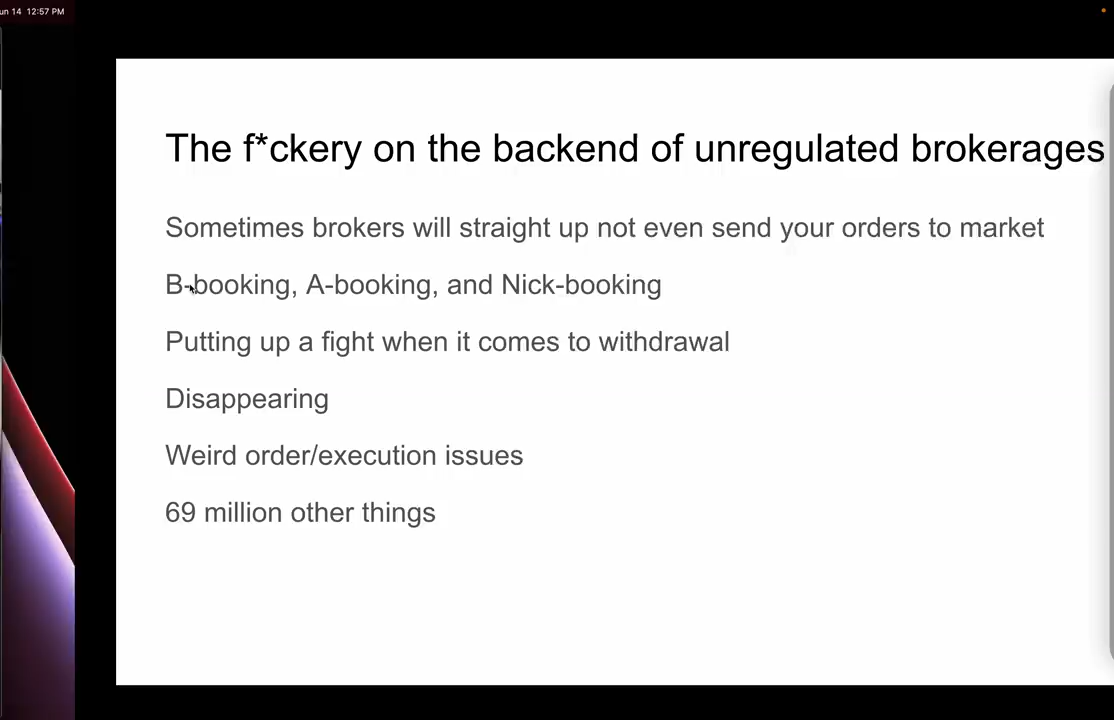 un 14 12:57 PM
The f*ckery on the backend of unregulated brokerages
Sometimes brokers will straight up not even send your orders to market
B-booking, A-booking, and Nick-booking
Putting up a fight when it comes to withdrawal
Disappearing
Weird order/execution issues
69 million other things